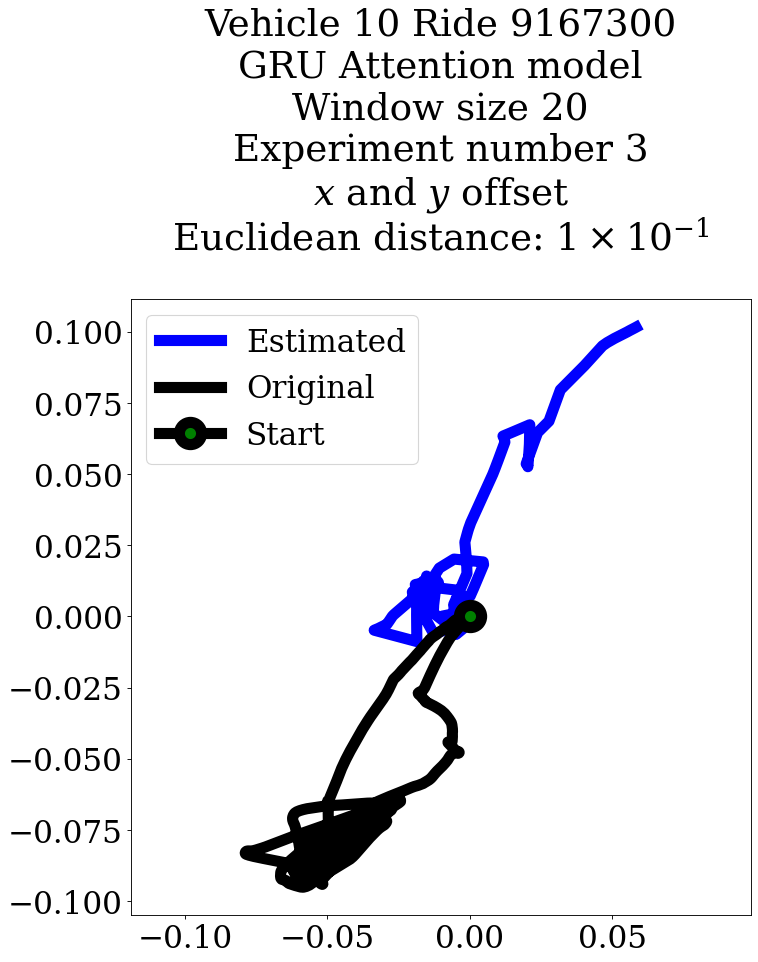 Vehicle 10 Ride 9167300
GRU Attention model
Window size 20
Experiment number 3
x and y offset
Euclidean distance: 1 × 10⁻¹
Estimated
Original
Start
0.100
0.075
0.050
0.025
0.000
−0.025
−0.050
−0.075
−0.100
−0.10 −0.05 0.00 0.05